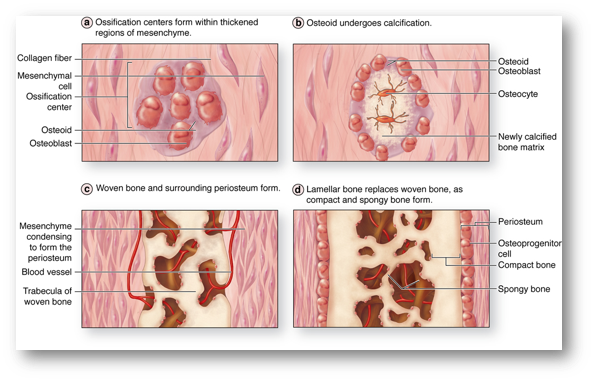 a Ossification centers form within thickened
regions of mesenchyme.
Collagen fiber
Mesenchymal
cell
Ossification
center
Osteoid
Osteoblast
b Osteoid undergoes calcification.
Osteoid
Osteoblast
Osteocyte
Newly calcified
bone matrix
c Woven bone and surrounding periosteum form.
Mesenchyme
condensing
to form the
periosteum
Blood vessel
Trabecula of
woven bone
d Lamellar bone replaces woven bone, as
compact and spongy bone form.
Periosteum
Osteoprogenitor
cell
Compact bone
Spongy bone